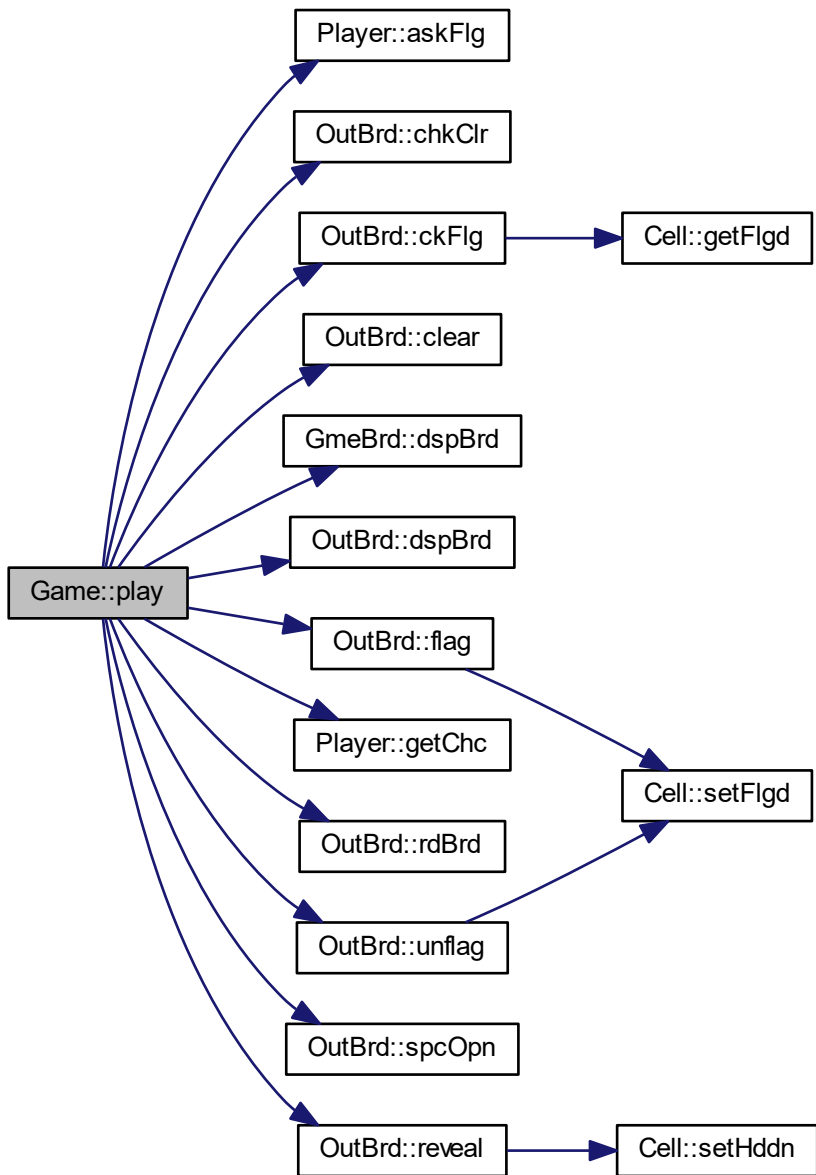 Player::askFlg
OutBrd::chkClr
OutBrd::ckFlg
Cell::getFlgd
OutBrd::clear
GmeBrd::dspBrd
OutBrd::dspBrd
Game::play
OutBrd::flag
Player::getChc
Cell::setFlgd
OutBrd::rdBrd
OutBrd::unflag
OutBrd::spcOpn
OutBrd::reveal
Cell::setHddn